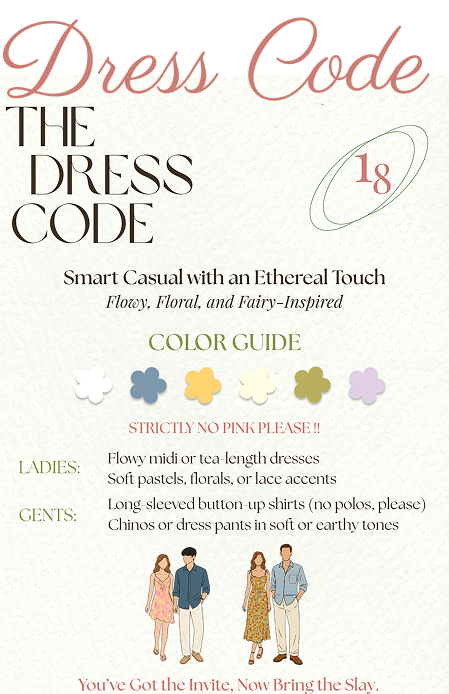 Dress Code
THE
DRESS
CODE
18
Smart Casual with an Ethereal Touch
Flowy, Floral, and Fairy-Inspired
COLOR GUIDE
STRICTLY NO PINK PLEASE !!
LADIES:
Flowy midi or tea-length dresses
Soft pastels, florals, or lace accents
GENTS:
Long-sleeved button-up shirts (no polos, please)
Chinos or dress pants in soft or earthy tones
You've Got the Invite, Now Bring the Slay.